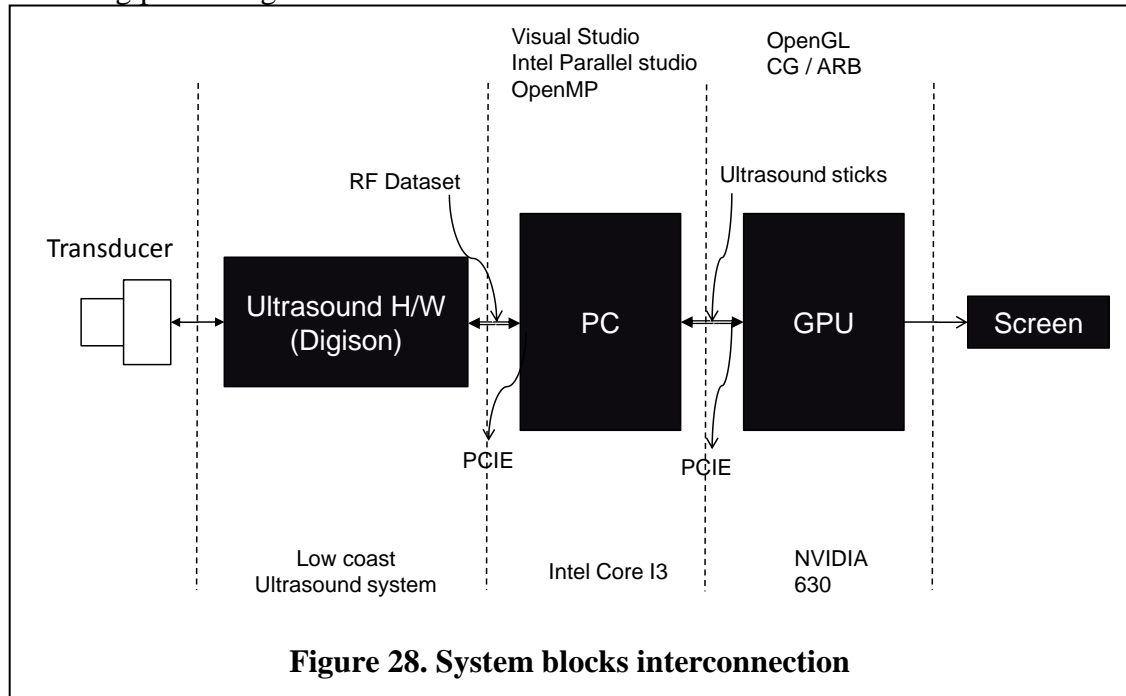 Visual Studio
Intel Parallel studio
OpenMP
OpenGL
CG / ARB
RF Dataset
Ultrasound sticks
Transducer
Ultrasound H/W
(Digison)
PC
GPU
Screen
PCIE
PCIE
Low coast
Ultrasound system
Intel Core I3
NVIDIA
630
Figure 28. System blocks interconnection